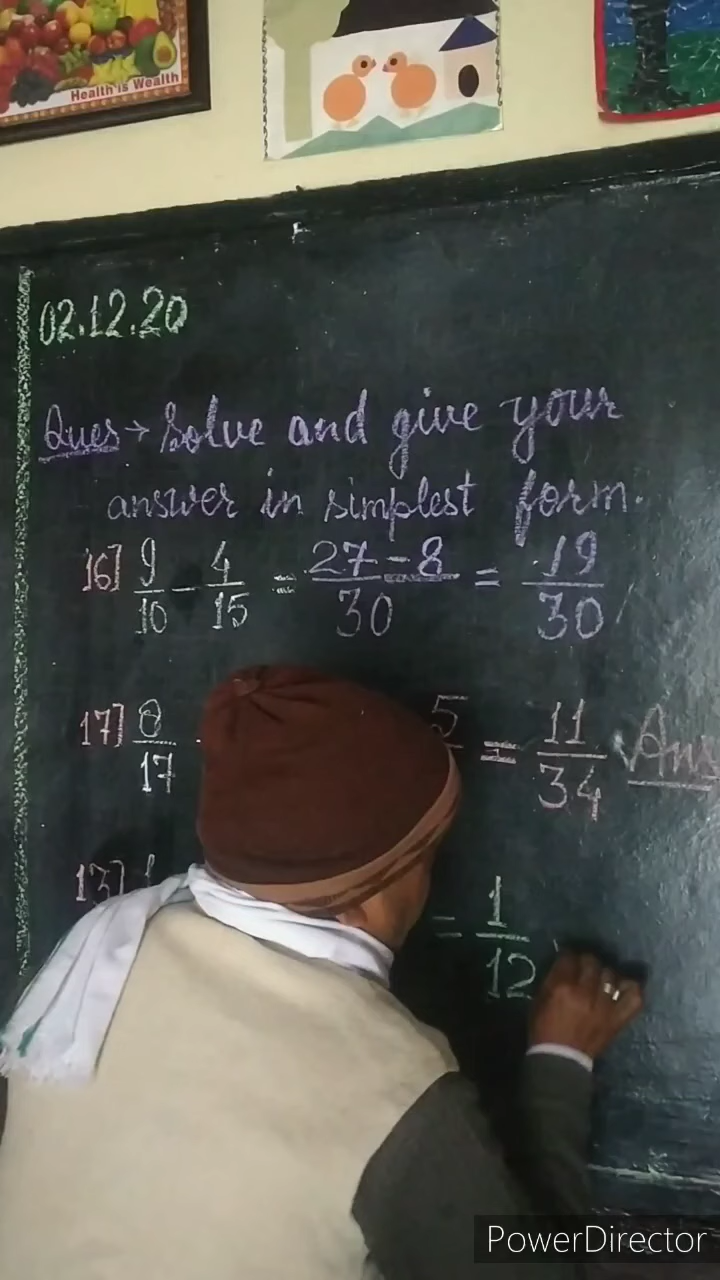 Health is Wealth
02.12.20
Ques → Solve and give your
answer in simplest form.
16] 9/10 - 4/15 = 27-8/30 = 19/30
17] 8/17 5 = 11/34 Ans
13] = 1/12
PowerDirector